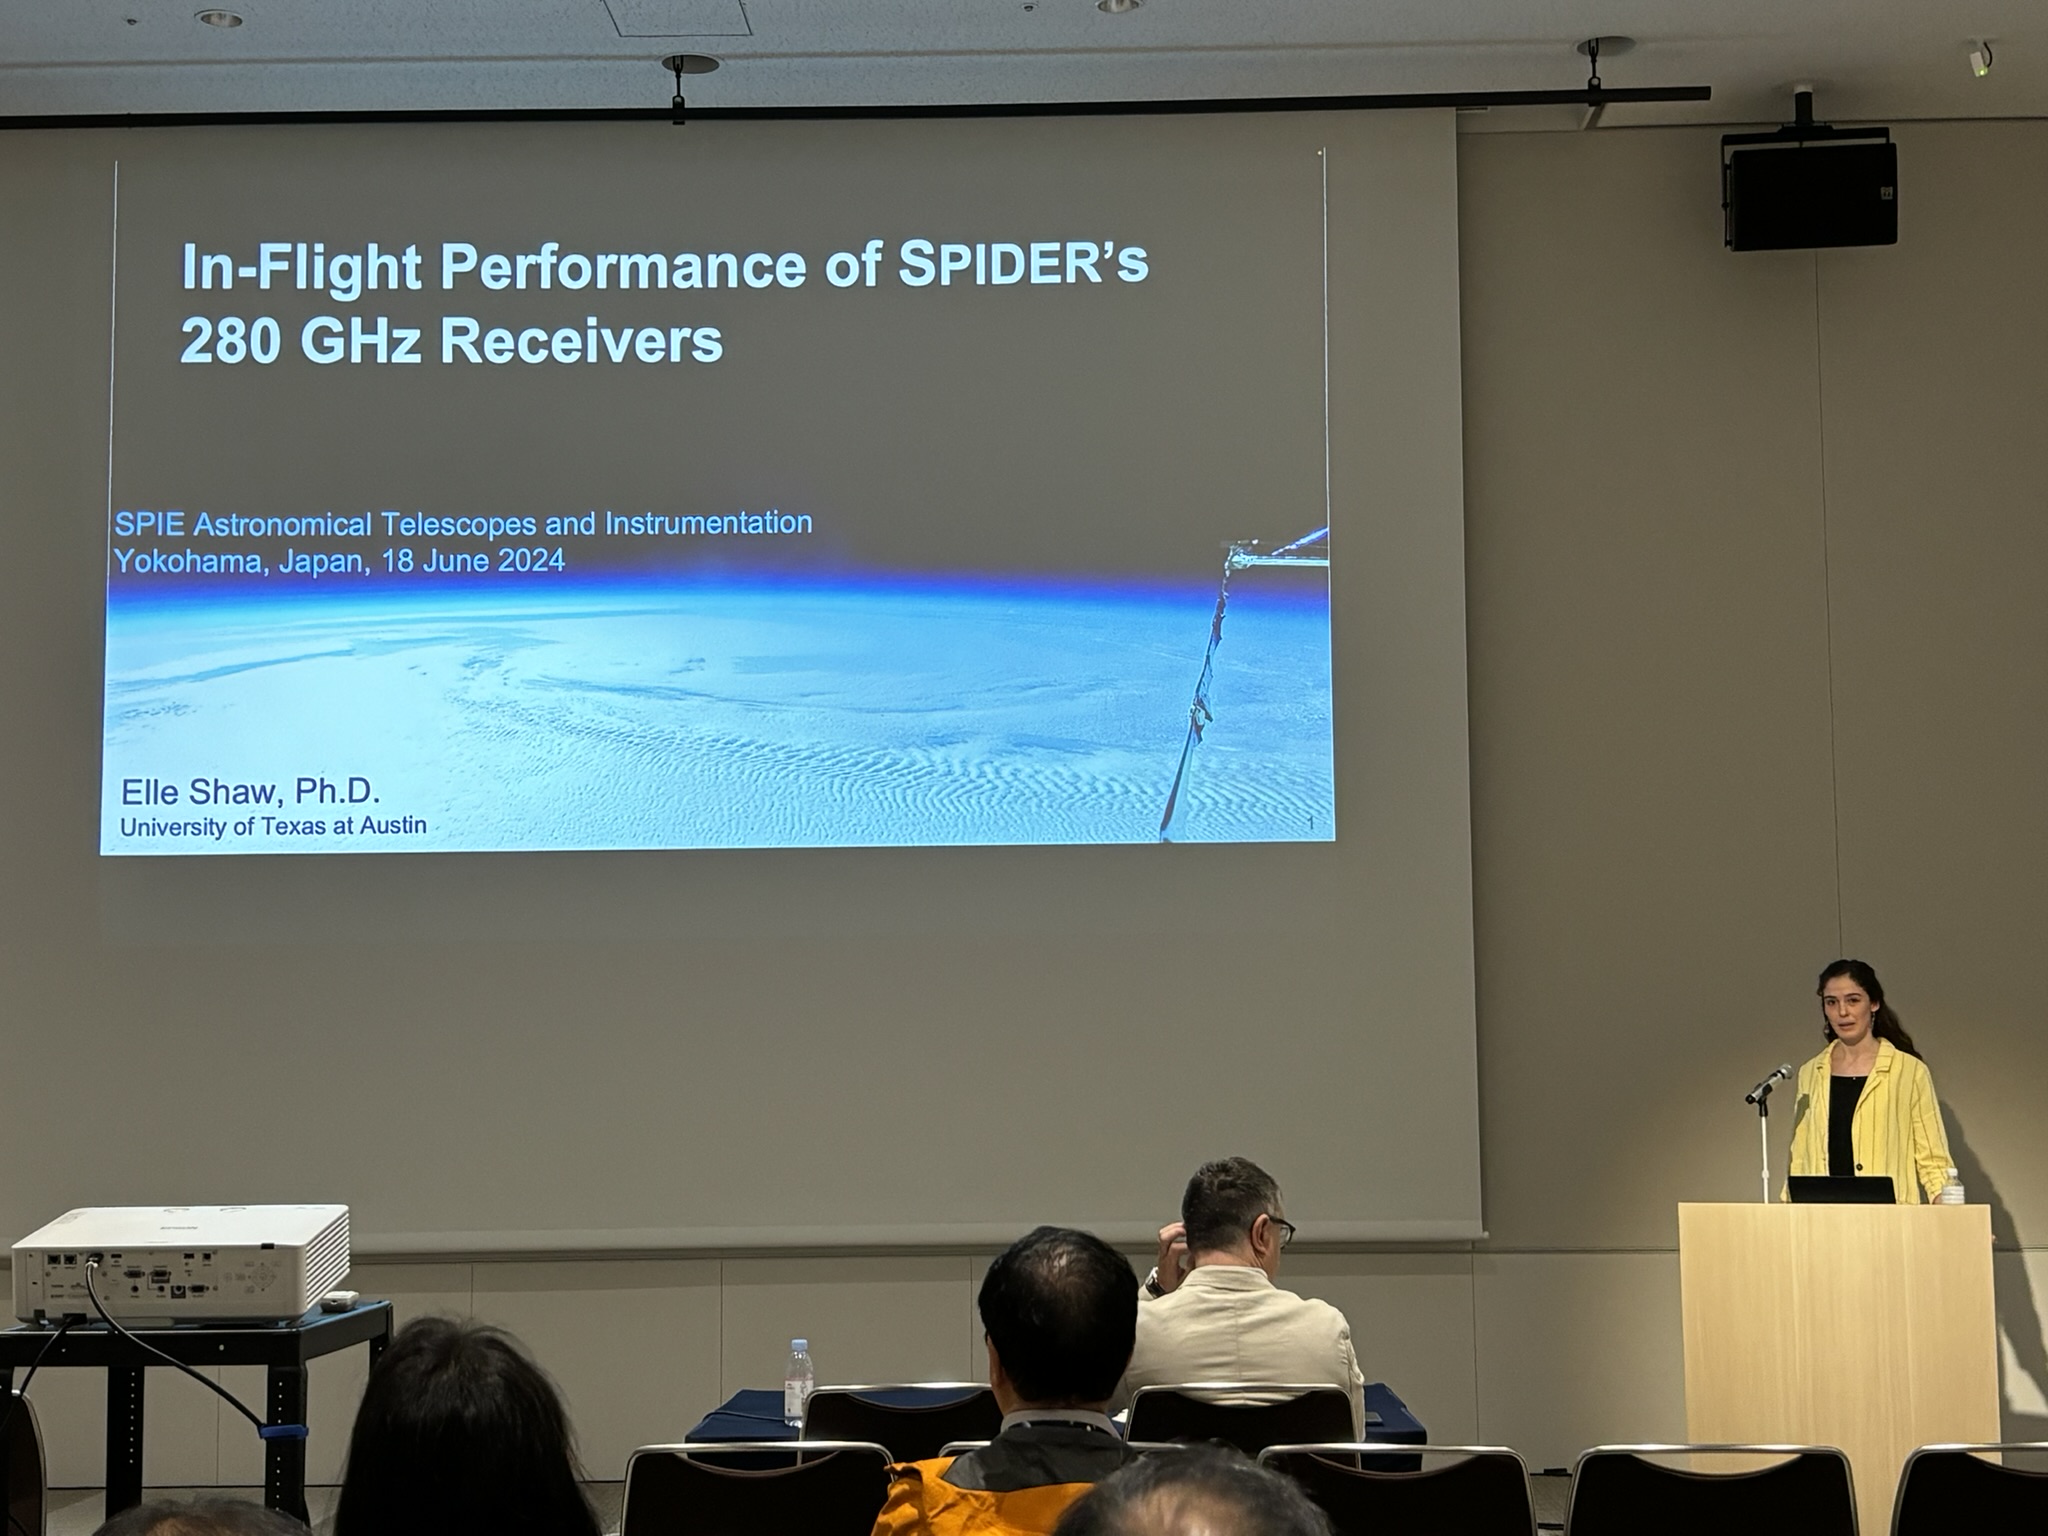 In-Flight Performance of SPIDER's
280 GHz Receivers
SPIE Astronomical Telescopes and Instrumentation
Yokohama, Japan, 18 June 2024
Elle Shaw, Ph.D.
University of Texas at Austin
1
EPSON